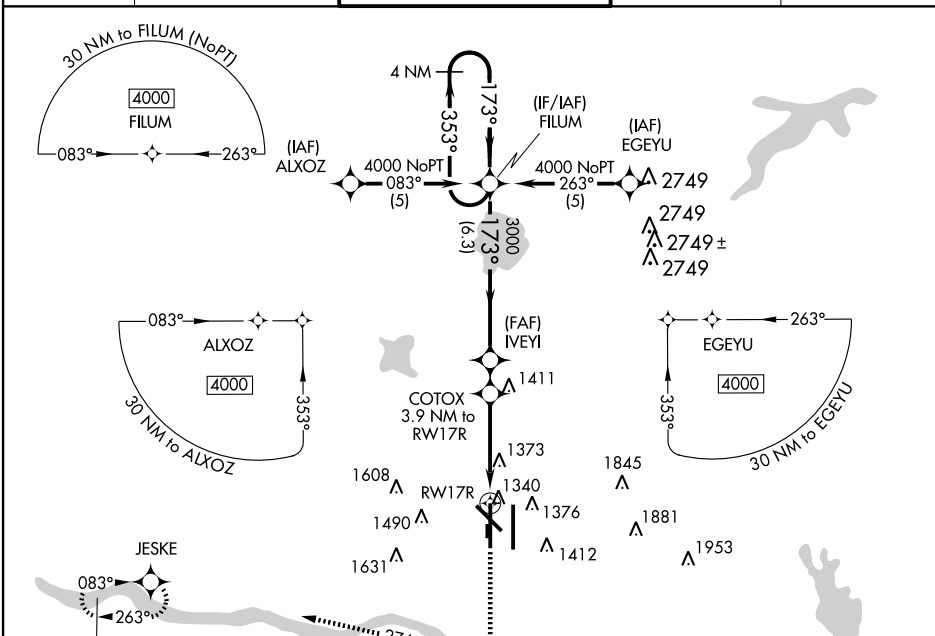 30 NM to FILUM (NoPT)
4000
FILUM
083°
263°
4 NM
353°
173°
(IF/IAF)
FILUM
(IAF)
ALXOZ
4000 NoPT
083°
(5)
(IAF)
EGEYU
4000 NoPT
263°
(5)
2749
2749
2749 ±
2749
3000
173°
(6.3)
083°
ALXOZ
4000
353°
30 NM to ALXOZ
(FAF)
IVEYI
COTOX
3.9 NM to
RW17R
1411
263°
EGEYU
4000
353°
30 NM to EGEYU
1373
1608
RW17R
1340
1376
1845
1490
1881
1631
1412
1953
JESKE
083°
263°